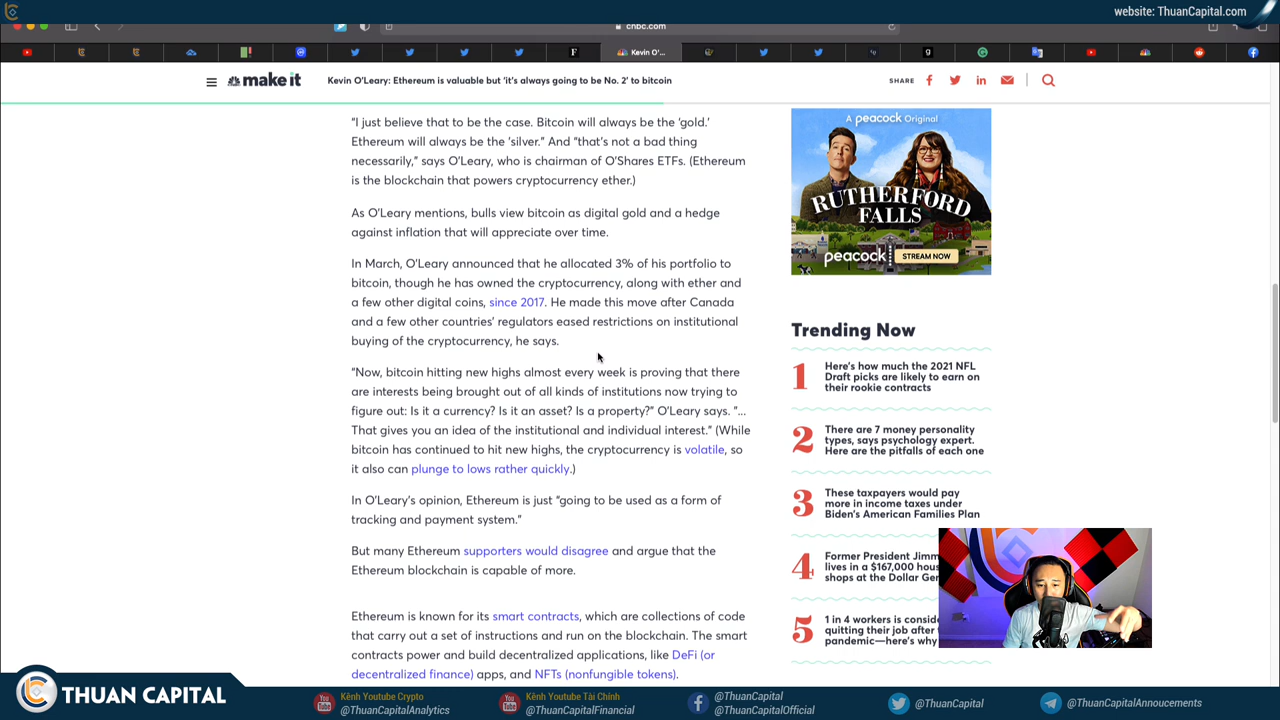 website: ThuanCapital.com
cnbc.com
Kevin O'...
make it
Kevin O'Leary: Ethereum is valuable but 'it's always going to be No. 2' to bitcoin
SHARE
"I just believe that to be the case. Bitcoin will always be the 'gold.'
Ethereum will always be the 'silver." And "that's not a bad thing
necessarily," says O'Leary, who is chairman of O'Shares ETFs. (Ethereum
is the blockchain that powers cryptocurrency ether.)
As O'Leary mentions, bulls view bitcoin as digital gold and a hedge
against inflation that will appreciate over time.
In March, O'Leary announced that he allocated 3% of his portfolio to
bitcoin, though he has owned the cryptocurrency, along with ether and
a few other digital coins, since 2017. He made this move after Canada
and a few other countries' regulators eased restrictions on institutional
buying of the cryptocurrency, he says.
"Now, bitcoin hitting new highs almost every week is proving that there
are interests being brought out of all kinds of institutions now trying to
figure out: Is it a currency? Is it an asset? Is a property?" O'Leary says. "...
That gives you an idea of the institutional and individual interest." (While
bitcoin has continued to hit new highs, the cryptocurrency is volatile, so
it also can plunge to lows rather quickly.)
In O'Leary's opinion, Ethereum is just "going to be used as a form of
tracking and payment system."
But many Ethereum supporters would disagree and argue that the
Ethereum blockchain is capable of more.
Ethereum is known for its smart contracts, which are collections of code
that carry out a set of instructions and run on the blockchain. The smart
contracts power and build decentralized applications, like DeFi (or
decentralized finance) apps, and NFTs (nonfungible tokens).
A peacock Original
RUTHERFORD
FALLS
peacock
STREAM NOW
Trending Now
1
Here's how much the 2021 NFL
Draft picks are likely to earn on
their rookie contracts
2
There are 7 money personality
types, says psychology expert.
Here are the pitfalls of each one
3
These taxpayers would pay
more in income taxes under
Biden's American Families Plan
4
Former President Jimm
lives in a $167,000 hous
shops at the Dollar Gen
5
1 in 4 workers is conside
quitting their job after
pandemic—here's why
THUAN CAPITAL
You Tube
Kênh Youtube Crypto
@ThuanCapitalAnalytics
You Tube
Kênh Youtube Tài Chính
@ThuanCapitalFinancial
@ThuanCapital
@ThuanCapitalOfficial
@ThuanCapital
@ThuanCapitalAnnoucements